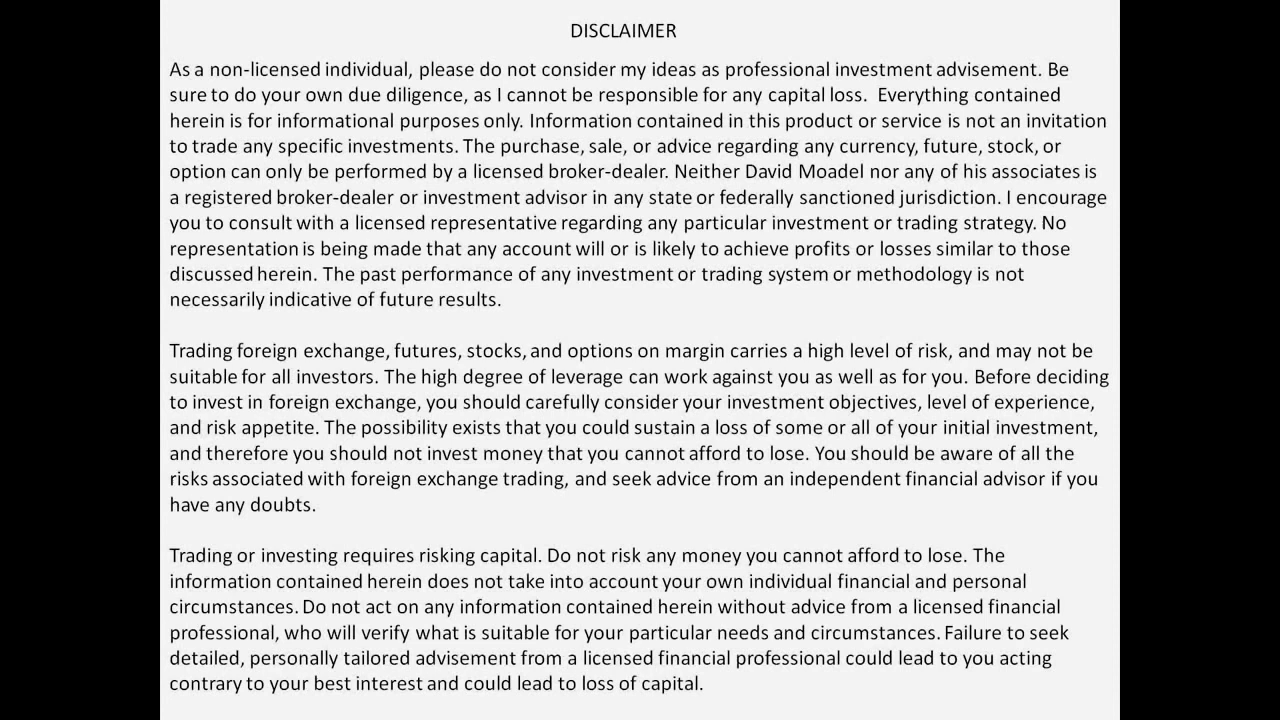 DISCLAIMER
As a non-licensed individual, please do not consider my ideas as professional investment advisement. Be
sure to do your own due diligence, as I cannot be responsible for any capital loss.  Everything contained
herein is for informational purposes only. Information contained in this product or service is not an invitation
to trade any specific investments. The purchase, sale, or advice regarding any currency, future, stock, or
option can only be performed by a licensed broker-dealer. Neither David Moadel nor any of his associates is
a registered broker-dealer or investment advisor in any state or federally sanctioned jurisdiction. I encourage
you to consult with a licensed representative regarding any particular investment or trading strategy. No
representation is being made that any account will or is likely to achieve profits or losses similar to those
discussed herein. The past performance of any investment or trading system or methodology is not
necessarily indicative of future results.
Trading foreign exchange, futures, stocks, and options on margin carries a high level of risk, and may not be
suitable for all investors. The high degree of leverage can work against you as well as for you. Before deciding
to invest in foreign exchange, you should carefully consider your investment objectives, level of experience,
and risk appetite. The possibility exists that you could sustain a loss of some or all of your initial investment,
and therefore you should not invest money that you cannot afford to lose. You should be aware of all the
risks associated with foreign exchange trading, and seek advice from an independent financial advisor if you
have any doubts.
Trading or investing requires risking capital. Do not risk any money you cannot afford to lose. The
information contained herein does not take into account your own individual financial and personal
circumstances. Do not act on any information contained herein without advice from a licensed financial
professional, who will verify what is suitable for your particular needs and circumstances. Failure to seek
detailed, personally tailored advisement from a licensed financial professional could lead to you acting
contrary to your best interest and could lead to loss of capital.